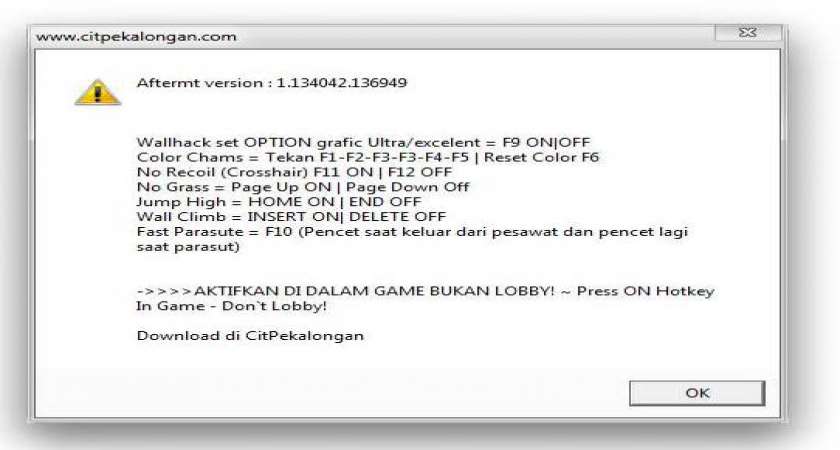 www.citpekalongan.com
Aftermt version : 1.134042.136949
Wallhack set OPTION grafic Ultra/excelent = F9 ON|OFF
Color Chams = Tekan F1-F2-F3-F3-F4-F5 | Reset Color F6
No Recoil (Crosshair) F11 ON | F12 OFF
No Grass = Page Up ON | Page Down Off
Jump High = HOME ON | END OFF
Wall Climb = INSERT ON| DELETE OFF
Fast Parasute = F10 (Pencet saat keluar dari pesawat dan pencet lagi
saat parasut)
->>>>AKTIFKAN DI DALAM GAME BUKAN LOBBY! ~ Press ON Hotkey
In Game - Don`t Lobby!
Download di CitPekalongan
OK